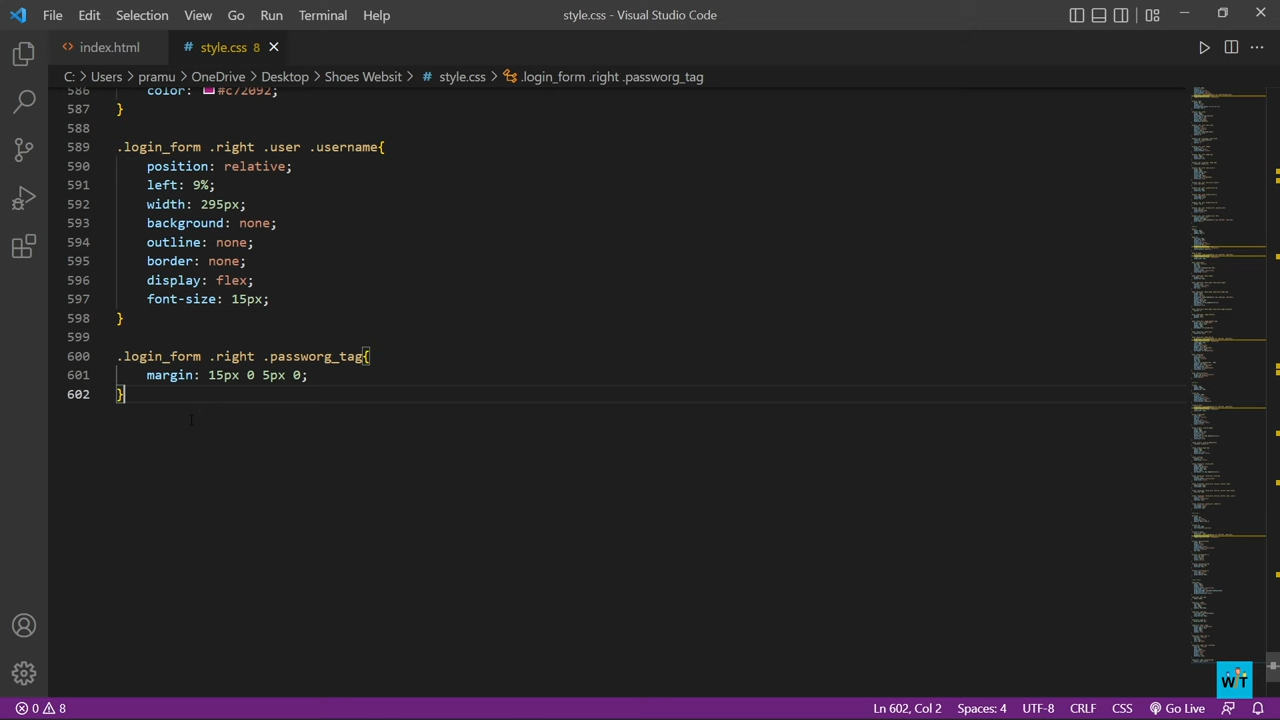 File Edit Selection View Go Run Terminal Help style.css - Visual Studio Code
index.html # style.css 8
C: > Users > pramu > OneDrive > Desktop > Shoes Websit > # style.css > .login_form .right .passworg_tag
586 color: #c72092;
587 }
588
589 .login_form .right .user .username{
590 position: relative;
591 left: 9%;
592 width: 295px;
593 background: none;
594 outline: none;
595 border: none;
596 display: flex;
597 font-size: 13px;
598 }
599
600 .login_form .right .passworg_tag{
601 margin: 15px 0 5px 0;
602 }
WT
0 8 Ln 602, Col 2 Spaces: 4 UTF-8 CRLF CSS Go Live